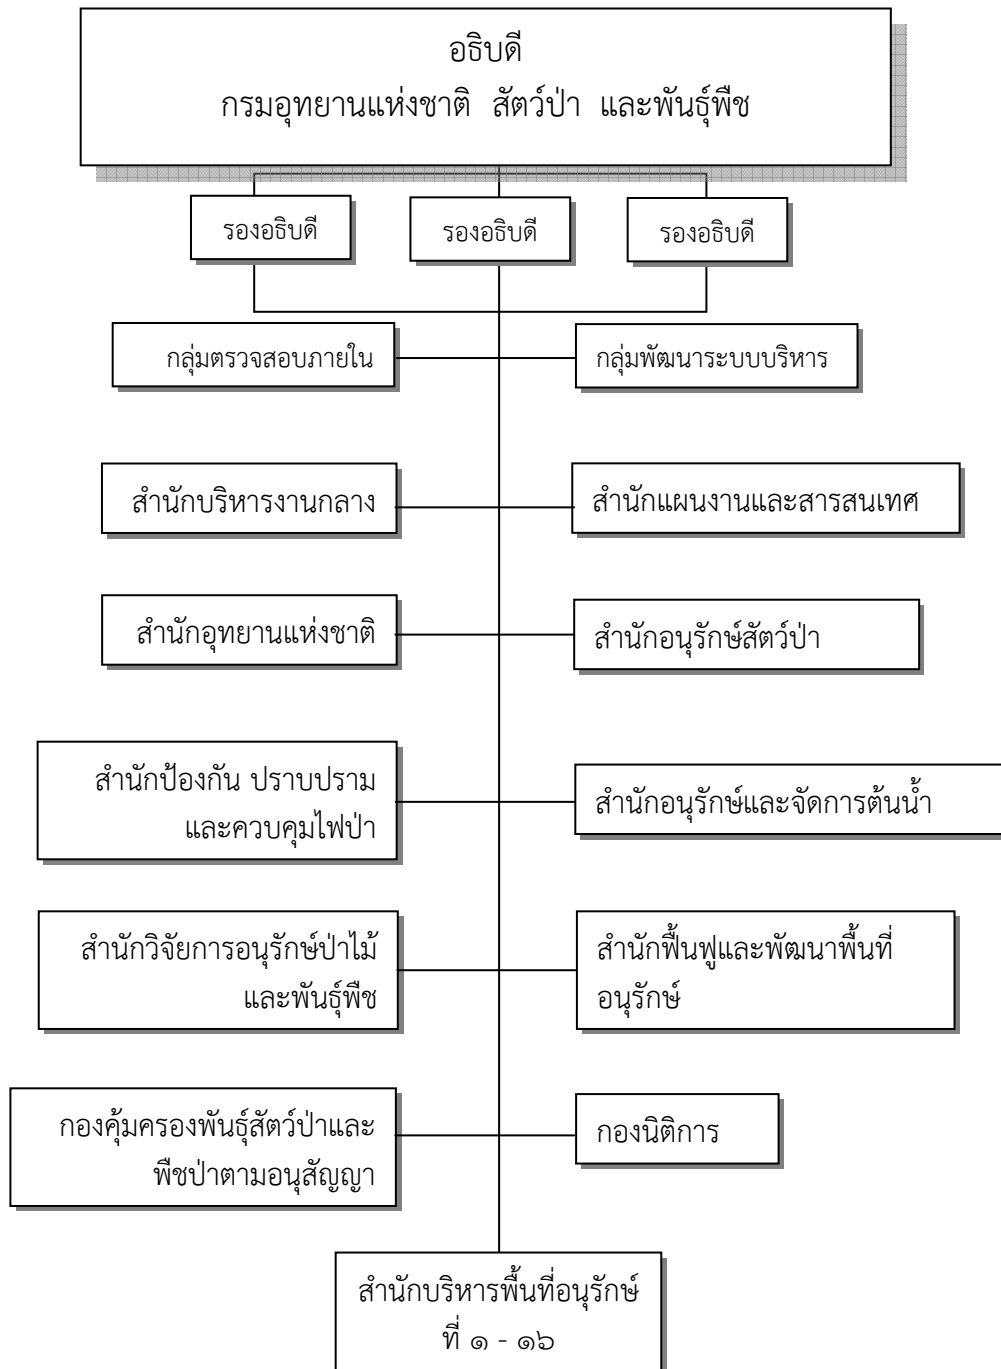 อธิบดี
กรมอุทยานแห่งชาติ สัตว์ป่า และพันธุ์พืช
รองอธิบดี
รองอธิบดี
รองอธิบดี
กลุ่มตรวจสอบภายใน
กลุ่มพัฒนาระบบบริหาร
สำนักบริหารงานกลาง
สำนักแผนงานและสารสนเทศ
สำนักอุทยานแห่งชาติ
สำนักอนุรักษ์สัตว์ป่า
สำนักป้องกัน ปราบปราม
และควบคุมไฟป่า
สำนักอนุรักษ์และจัดการต้นน้ำ
สำนักวิจัยการอนุรักษ์ป่าไม้
และพันธุ์พืช
สำนักฟื้นฟูและพัฒนาพื้นที่
อนุรักษ์
กองคุ้มครองพันธุ์สัตว์ป่าและ
พืชป่าตามอนุสัญญา
กองนิติการ
สำนักบริหารพื้นที่อนุรักษ์
ที่ ๑ - ๑๖